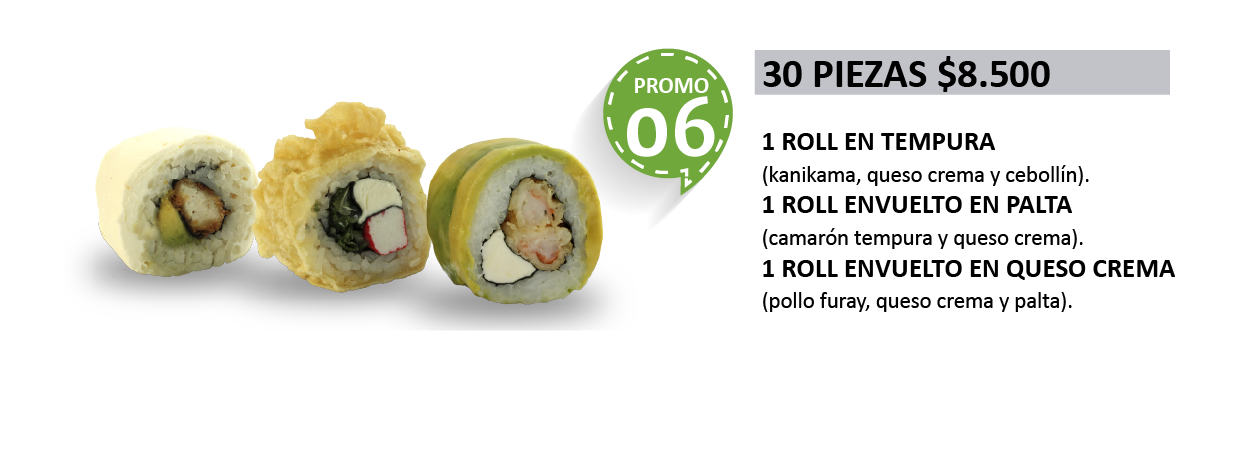 PROMO
06
30 PIEZAS $8.500
1 ROLL EN TEMPURA
(kanikama, queso crema y cebollín).
1 ROLL ENVUELTO EN PALTA
(camarón tempura y queso crema).
1 ROLL ENVUELTO EN QUESO CREMA
(pollo furay, queso crema y palta).